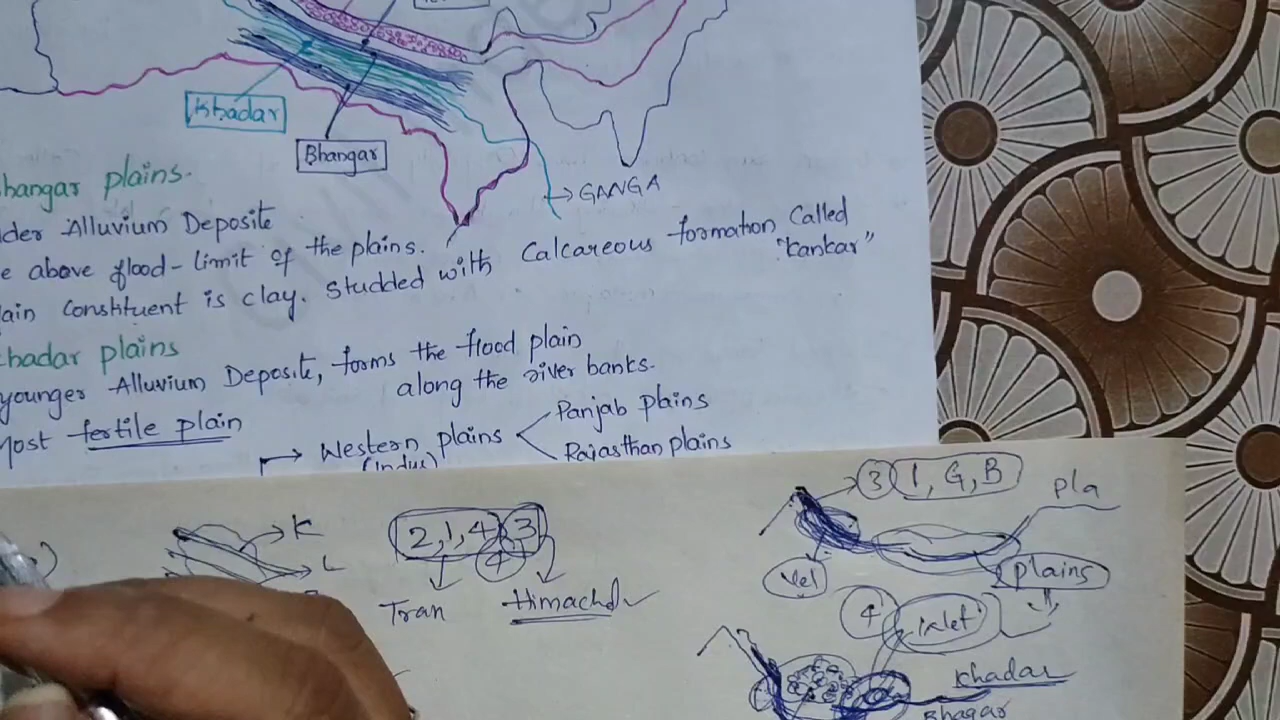 Khadar
Bhangar
GANGA
hangar plains.
der Alluvium Deposite
e above flood-limit of the plains.
ain constituent is clay. Studded with Calcareous formation called "kankar"
hadar plains
younger Alluvium Deposite, forms the flood plain along the river banks.
Most fertile plain
Western plains
(Indus)
Panjab plains
Rajasthan plains
K
L
2,1,4 3
4
Tran
Himachal
3 I, G, B
pla
plains
4
inlet
Khadar
Bhagar